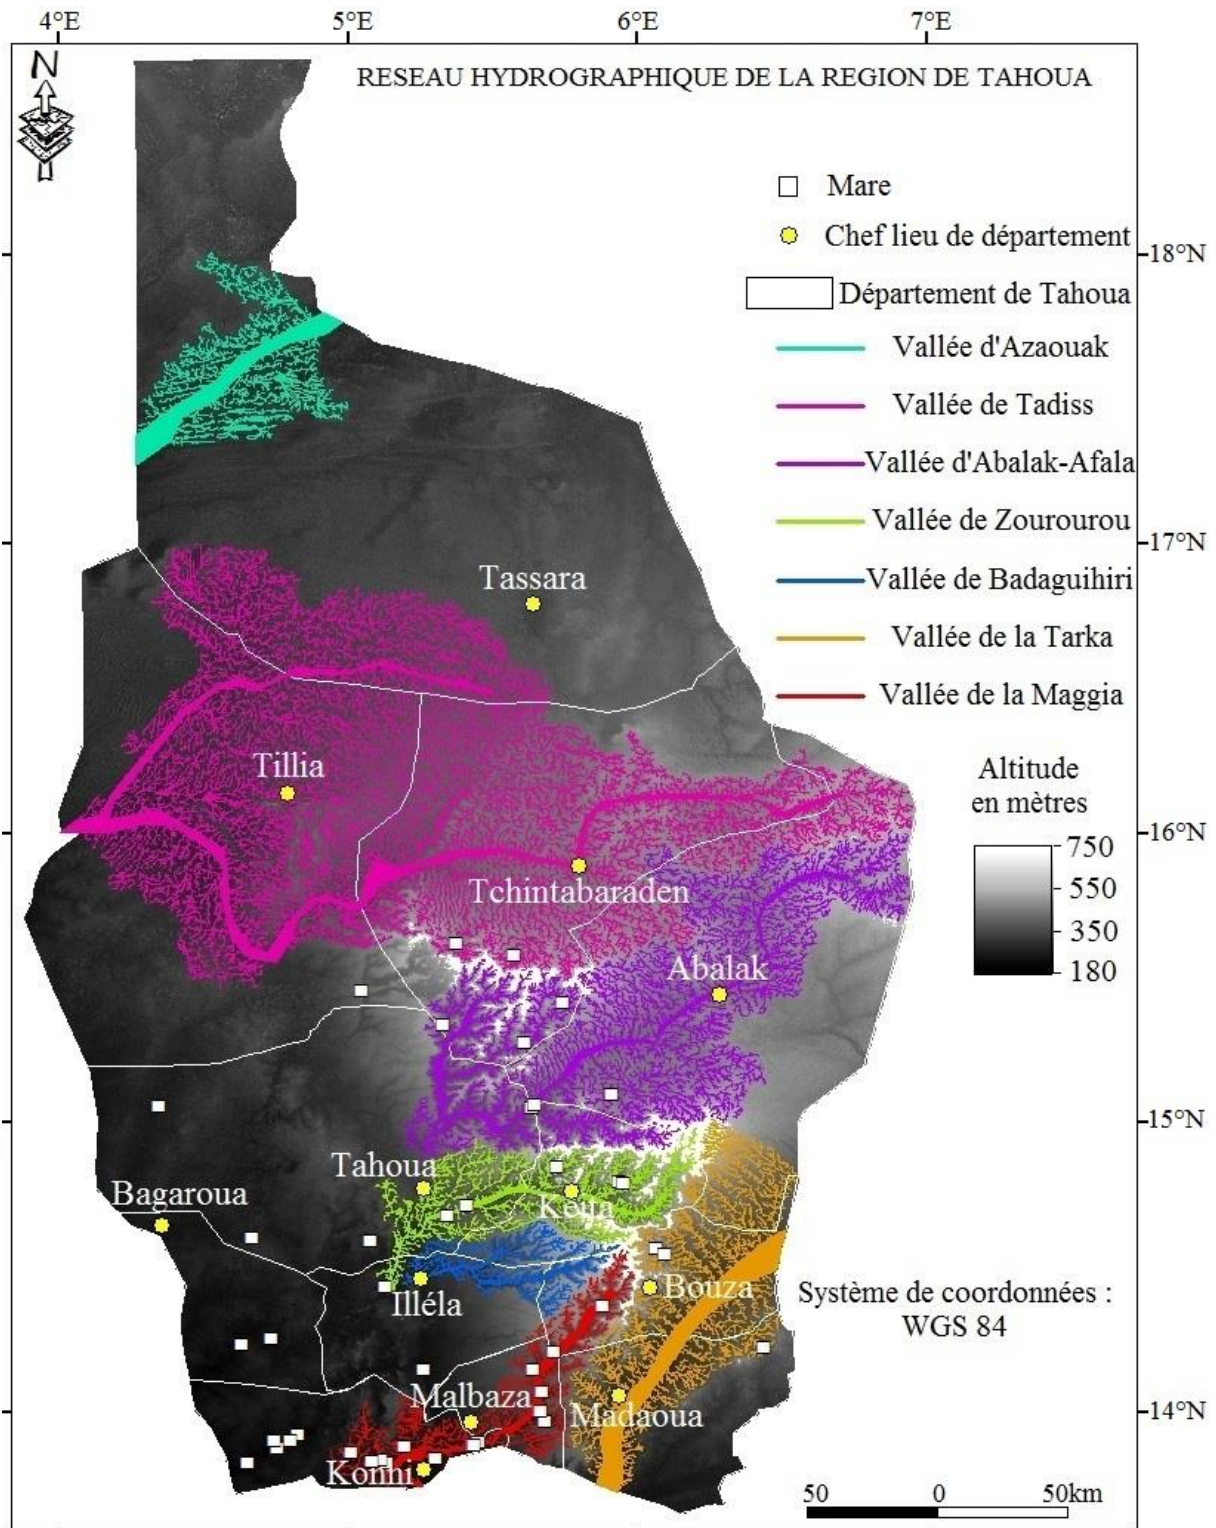 4°E 5°E 6°E 7°E
N
RESEAU HYDROGRAPHIQUE DE LA REGION DE TAHOUA
Mare
Chef lieu de département
18°N
Département de Tahoua
Vallée d'Azaouak
Vallée de Tadiss
Vallée d'Abalak-Afala
Vallée de Zourourou
17°N
Tassara
Vallée de Badaguihiri
Vallée de la Tarka
Vallée de la Maggia
Tillia
Altitude
en mètres
16°N
750
550
350
180
Tchintabaraden
Abalak
15°N
Tahoua
Bagaroua
Keita
Illéla
Bouza
Système de coordonnées :
WGS 84
Malbaza
Madaoua
14°N
Konni
50 0 50km